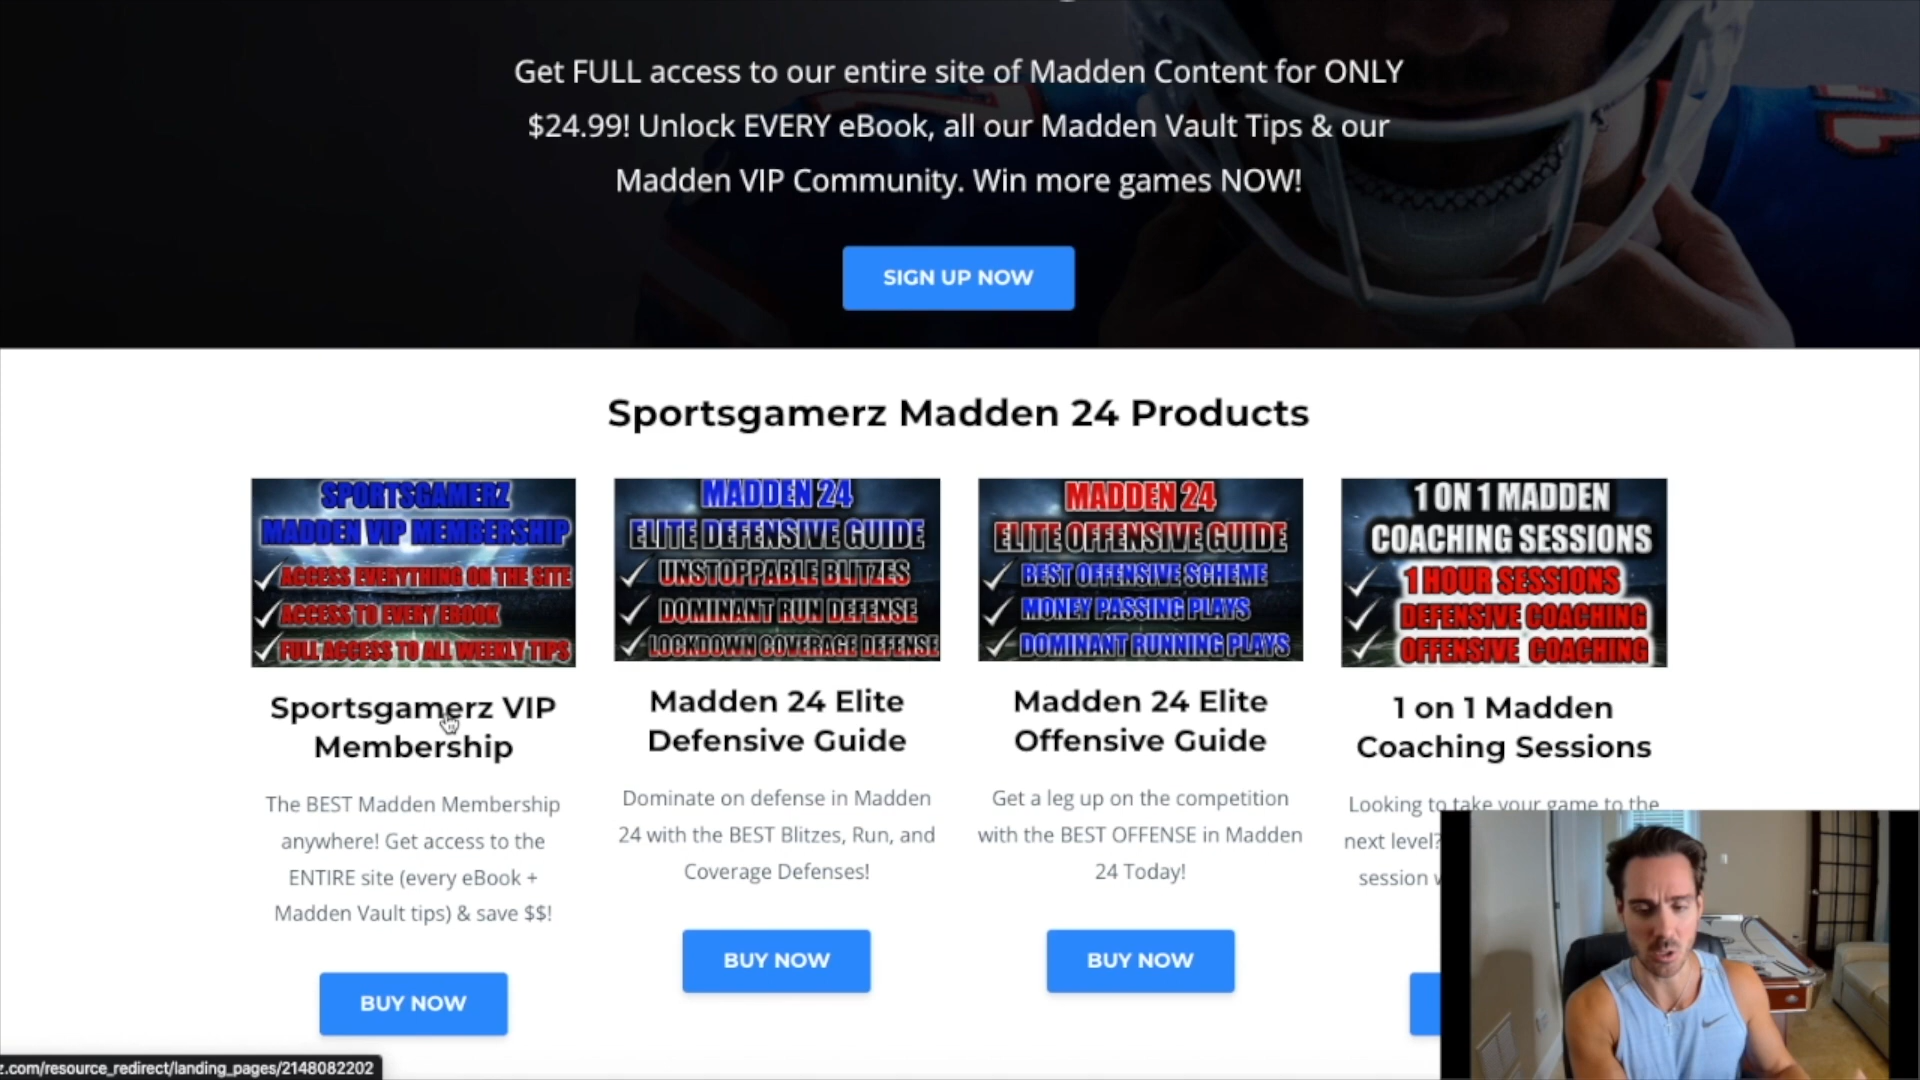 Get FULL access to our entire site of Madden Content for ONLY
$24.99! Unlock EVERY eBook, all our Madden Vault Tips & our
Madden VIP Community. Win more games NOW!
SIGN UP NOW
Sportsgamerz Madden 24 Products
SPORTSGAMERZ
MADDEN VIP MEMBERSHIP
ACCESS EVERYTHING ON THE SITE
ACCESS TO EVERY EBOOK
FULL ACCESS TO ALL WEEKLY TIPS
Sportsgamerz VIP
Membership
The BEST Madden Membership
anywhere! Get access to the
ENTIRE site (every eBook +
Madden Vault tips) & save $$!
BUY NOW
MADDEN 24
ELITE DEFENSIVE GUIDE
UNSTOPPABLE BLITZES
DOMINANT RUN DEFENSE
LOCKDOWN COVERAGE DEFENSE
Madden 24 Elite
Defensive Guide
Dominate on defense in Madden
24 with the BEST Blitzes, Run, and
Coverage Defenses!
BUY NOW
MADDEN 24
ELITE OFFENSIVE GUIDE
BEST OFFENSIVE SCHEME
MONEY PASSING PLAYS
DOMINANT RUNNING PLAYS
Madden 24 Elite
Offensive Guide
Get a leg up on the competition
with the BEST OFFENSE in Madden
24 Today!
BUY NOW
1 ON 1 MADDEN
COACHING SESSIONS
1 HOUR SESSIONS
DEFENSIVE COACHING
OFFENSIVE COACHING
1 on 1 Madden
Coaching Sessions
Looking to take your game to the
next level?
session
z.com/resource_redirect/landing_pages/2148082202